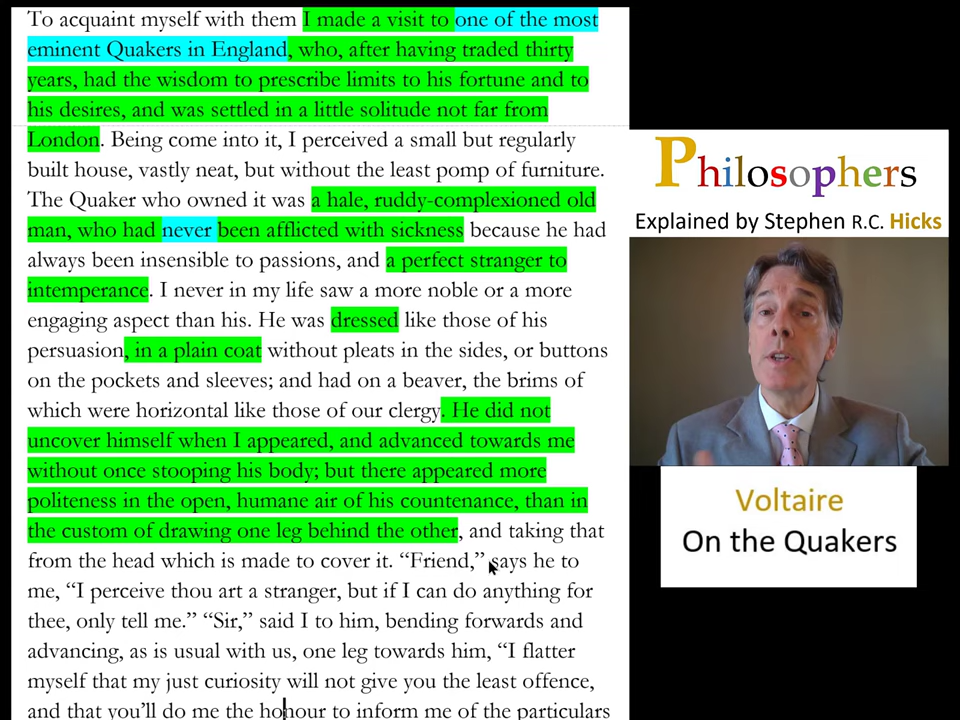 To acquaint myself with them I made a visit to one of the most
eminent Quakers in England, who, after having traded thirty
years, had the wisdom to prescribe limits to his fortune and to
his desires, and was settled in a little solitude not far from
London. Being come into it, I perceived a small but regularly
built house, vastly neat, but without the least pomp of furniture.
The Quaker who owned it was a hale, ruddy-complexioned old
man, who had never been afflicted with sickness because he had
always been insensible to passions, and a perfect stranger to
intemperance. I never in my life saw a more noble or a more
engaging aspect than his. He was dressed like those of his
persuasion, in a plain coat without pleats in the sides, or buttons
on the pockets and sleeves; and had on a beaver, the brims of
which were horizontal like those of our clergy. He did not
uncover himself when I appeared, and advanced towards me
without once stooping his body; but there appeared more
politeness in the open, humane air of his countenance, than in
the custom of drawing one leg behind the other, and taking that
from the head which is made to cover it. “Friend,” says he to
me, “I perceive thou art a stranger, but if I can do anything for
thee, only tell me.” “Sir,” said I to him, bending forwards and
advancing, as is usual with us, one leg towards him, “I flatter
myself that my just curiosity will not give you the least offence,
and that you’ll do me the honour to inform me of the particulars
Philosophers
Explained by Stephen R.C. Hicks
Voltaire
On the Quakers